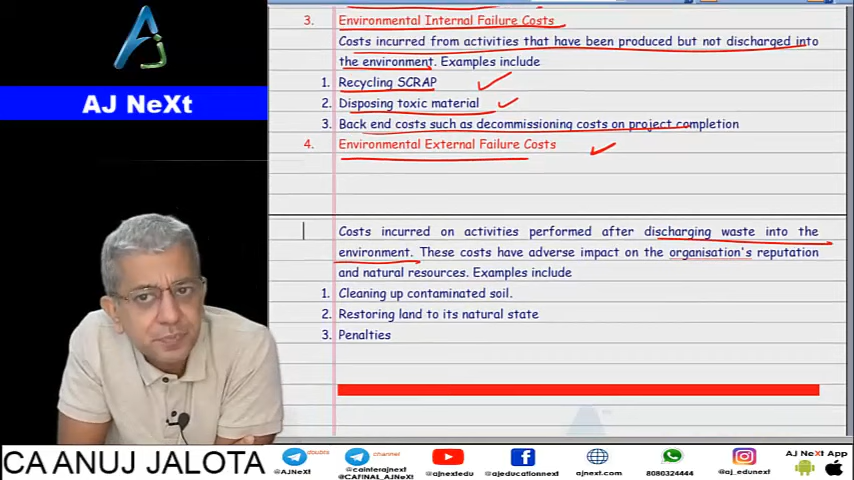 3. Environmental Internal Failure Costs
Costs incurred from activities that have been produced but not discharged into
the environment. Examples include
1. Recycling SCRAP
2. Disposing toxic material
3. Back end costs such as decommissioning costs on project completion
4. Environmental External Failure Costs
AJ NeXt
Costs incurred on activities performed after discharging waste into the
environment. These costs have adverse impact on the organisation's reputation
and natural resources. Examples include
1. Cleaning up contaminated soil.
2. Restoring land to its natural state
3. Penalties
CA ANUJ JALOTA
doubts
@AJNeXt
channel
@cainterajnext
@CAFINAL_AJNeXt
@ajnextedu
@ajeducationnext
ajnext.com
8080324444
@aj_edunext
AJ NeXt App